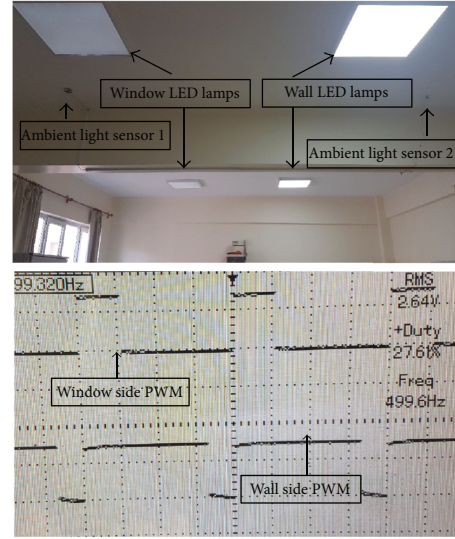 Window LED lamps
Wall LED lamps
Ambient light sensor 1
Ambient light sensor 2
99.320Hz
RMS
2.64V
+Duty
27.61%
Freq
499.6Hz
Window side PWM
Wall side PWM